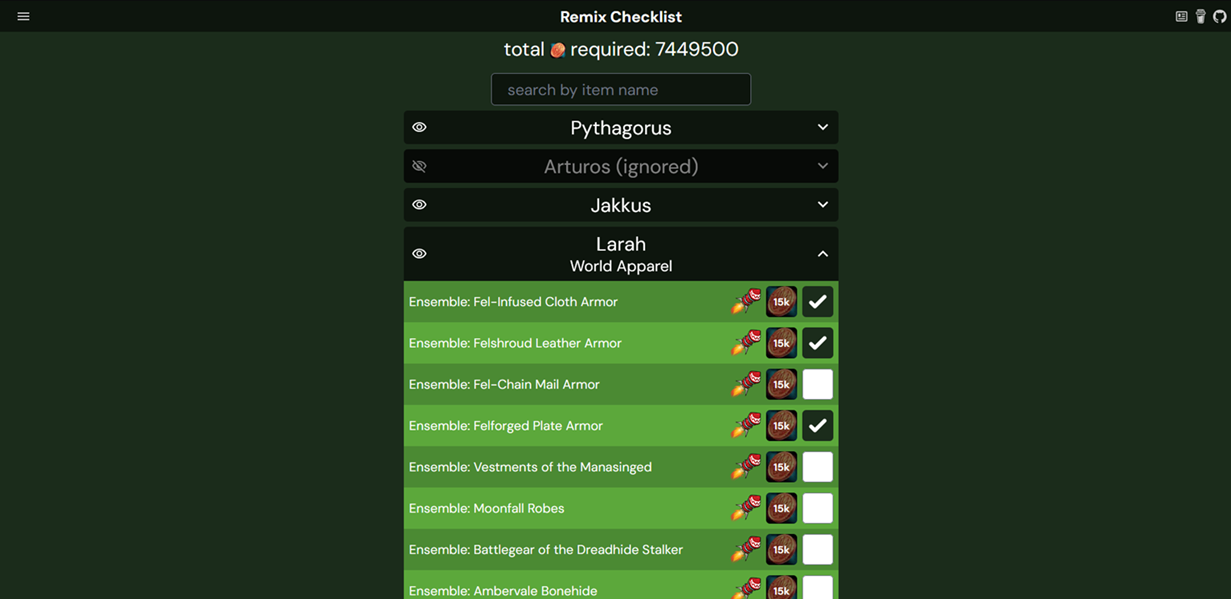 Remix Checklist
total required: 7449500
search by item name
Pythagorus
Arturos (ignored)
Jakkus
Larah
World Apparel
Ensemble: Fel-Infused Cloth Armor 15k
Ensemble: Felshroud Leather Armor 15k
Ensemble: Fel-Chain Mail Armor 15k
Ensemble: Felforged Plate Armor 15k
Ensemble: Vestments of the Manasinged 15k
Ensemble: Moonfall Robes 15k
Ensemble: Battlegear of the Dreadhide Stalker 15k
Ensemble: Ambervale Bonehide 15k